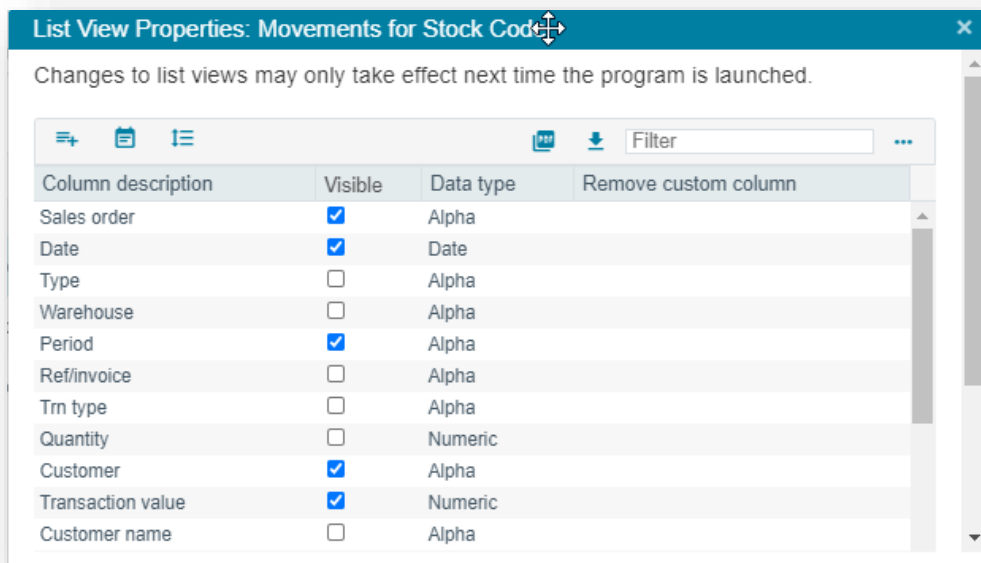 List View Properties: Movements for Stock Cod
Changes to list views may only take effect next time the program is launched.
PDF Filter
Column description Visible Data type Remove custom column
Sales order Alpha
Date Date
Type Alpha
Warehouse Alpha
Period Alpha
Ref/invoice Alpha
Trn type Alpha
Quantity Numeric
Customer Alpha
Transaction value Numeric
Customer name Alpha